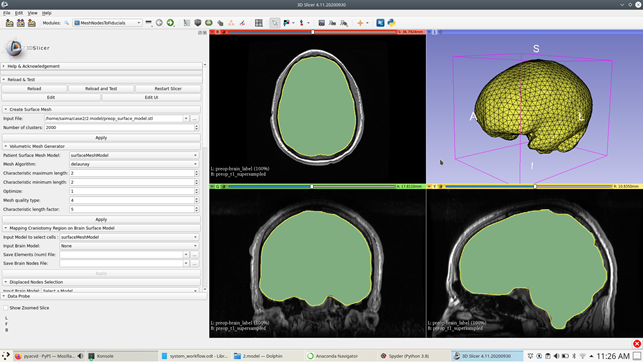 3D Slicer 4.11.20200930
File Edit View Help
Modules: MeshNodesToFiducials
3DSlicer
Help & Acknowledgement
Reload & Test
Reload Reload and Test Restart Slicer
Edit Edit UI
Create Surface Mesh
Input File: /home/saima/case2/2.model/preop_surface_model.stl
Number of clusters: 2000
Apply
Volumetric Mesh Generator
Patient Surface Mesh Model: surfaceMeshModel
Mesh Algorithm: delaunay
Characteristic maximum length: 2
Characteristic minimum length: 2
Optimize: 1
Mesh quality type: 4
Characteristic length factor: 5
Apply
Mapping Craniotomy Region on Brain Surface Model
Input Model to select cells: surfaceMeshModel
Input Brain Model: None
Save Elements (num) File:
Save Brain Nodes File:
Apply
Displaced Nodes Selection
Input Brain Model: Select a Model
Data Probe
Show Zoomed Slice
L
F
B
R
L: preop-brain_label (100%)
B: preop_t1_supersampled
1
S
A
L
I
G
L: preop-brain_label (100%)
B: preop_t1_supersampled
Y
L: preop-brain_label (100%)
B: preop_t1_supersampled
pyacvd · PyPI — Mozilla... Konsole system_workflow.odt - Libr... 2.model — Dolphin Anaconda Navigator Spyder (Python 3.8) 3D Slicer 4.11.20200930 11:26 AM